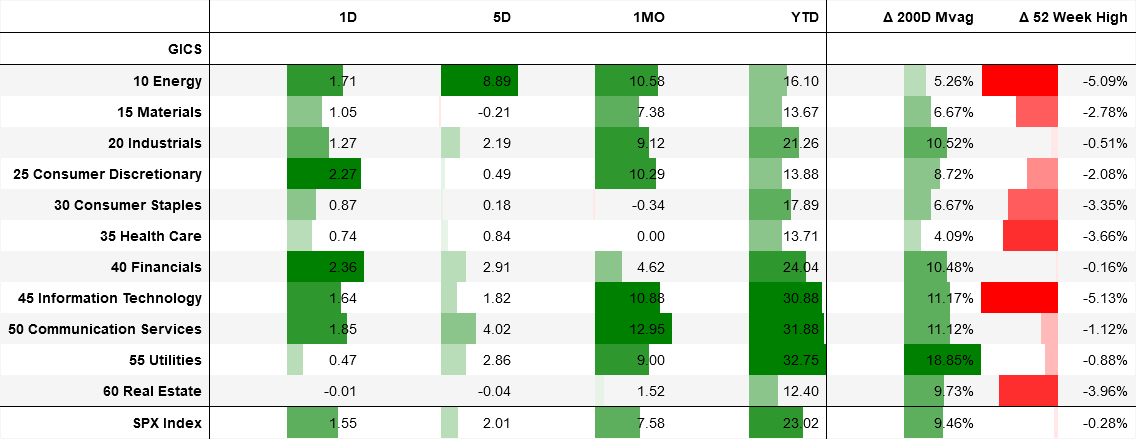 1D 5D 1MO YTD Δ 200D Mvag Δ 52 Week High
GICS
10 Energy 1.71 8.89 10.58 16.10 5.26% -5.09%
15 Materials 1.05 -0.21 7.38 13.67 6.67% -2.78%
20 Industrials 1.27 2.19 9.12 21.26 10.52% -0.51%
25 Consumer Discretionary 2.27 0.49 10.29 13.88 8.72% -2.08%
30 Consumer Staples 0.87 0.18 -0.34 17.89 6.67% -3.35%
35 Health Care 0.74 0.84 0.00 13.71 4.09% -3.66%
40 Financials 2.36 2.91 4.62 24.04 10.48% -0.16%
45 Information Technology 1.64 1.82 10.88 30.88 11.17% -5.13%
50 Communication Services 1.85 4.02 12.95 31.88 11.12% -1.12%
55 Utilities 0.47 2.86 9.00 32.75 18.85% -0.88%
60 Real Estate -0.01 -0.04 1.52 12.40 9.73% -3.96%
SPX Index 1.55 2.01 7.58 23.02 9.46% -0.28%